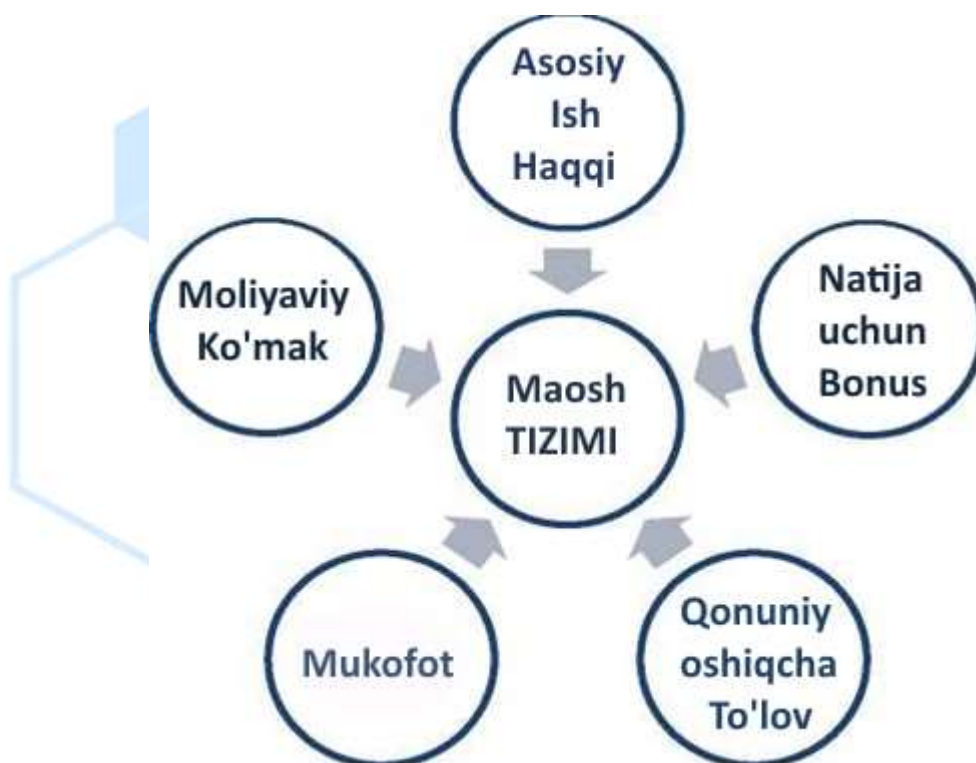 Asosiy
Ish
Haqqi
Moliyaviy
Ko'mak
Natija
uchun
Bonus
Maosh
TIZIMI
Mukofot
Qonuniy
oshiqcha
To'lov